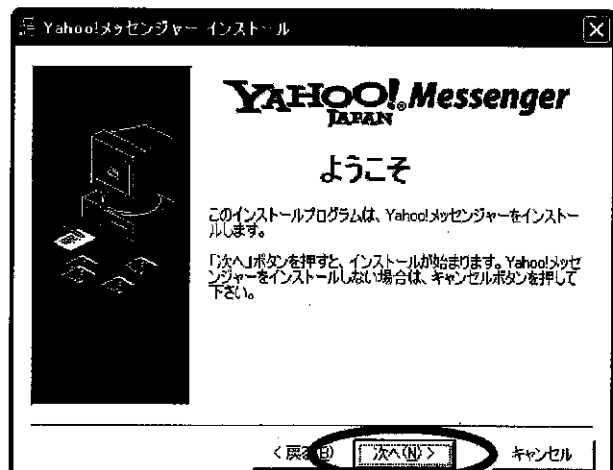 Yahoo!メッセンジャー インストール
YAHOO! Messenger
JAPAN
ようこそ
このインストールプログラムは、Yahoo!メッセンジャーをインストー
ルします。
「次へ」ボタンを押すと、インストールが始まります。Yahoo!メッセ
ンジャーをインストールしない場合は、キャンセルボタンを押して
下さい。
< 戻る(B) 次へ(N) > キャンセル